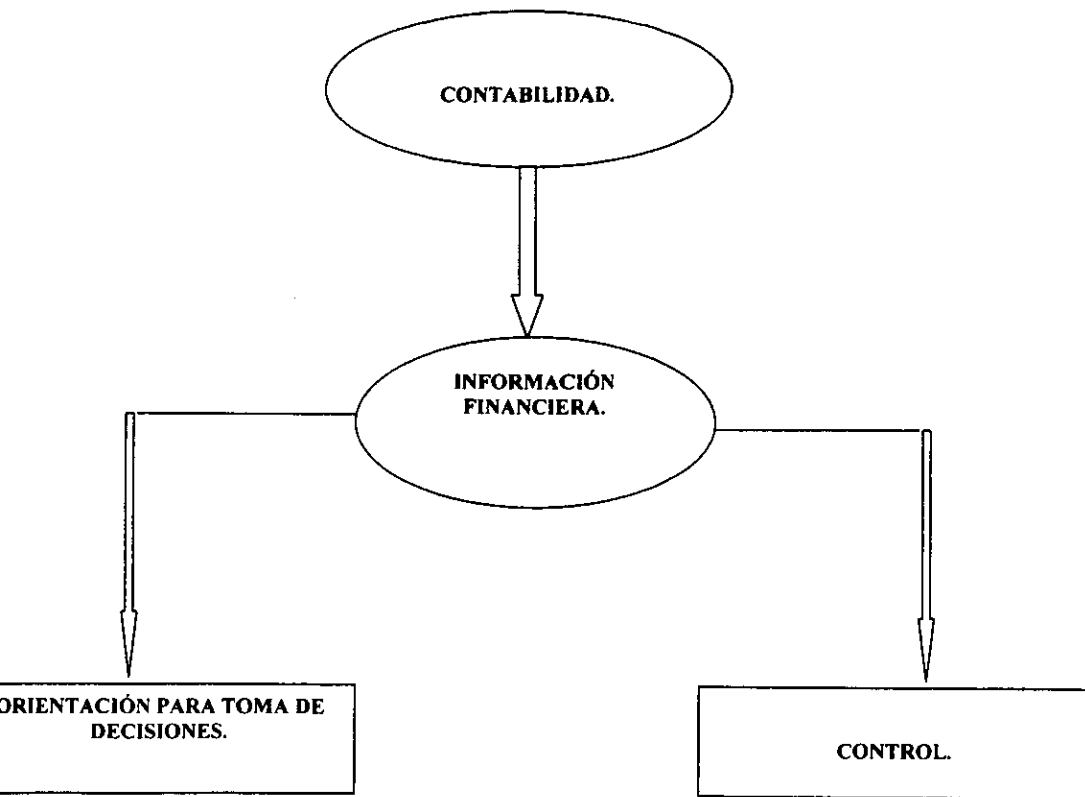 CONTABILIDAD.
INFORMACIÓN
FINANCIERA.
ORIENTACIÓN PARA TOMA DE
DECISIONES.
CONTROL.